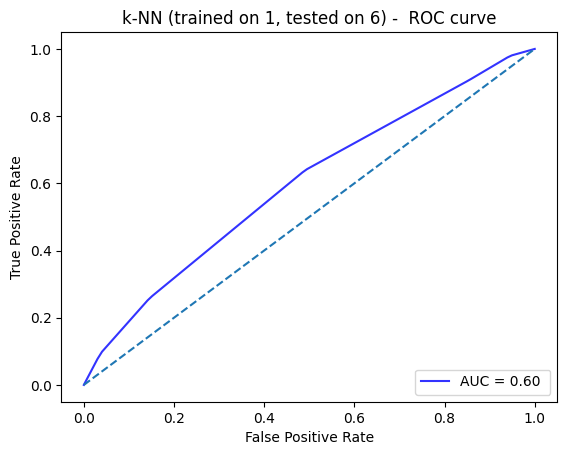 k-NN (trained on 1, tested on 6) -  ROC curve
True Positive Rate
1.0
0.8
0.6
0.4
0.2
0.0
0.0 0.2 0.4 0.6 0.8 1.0
False Positive Rate
AUC = 0.60